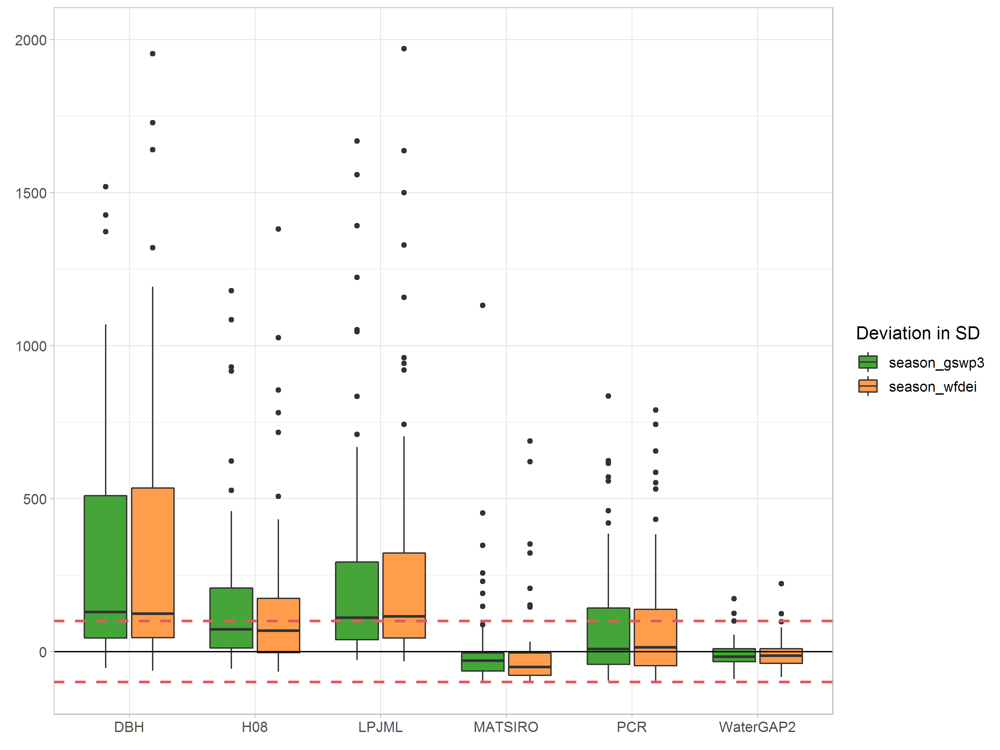 2000
1500
1000
500
0
DBH
H08
LPJML
MATSIRO
PCR
WaterGAP2
Deviation in SD
season_gswp3
season_wfdei